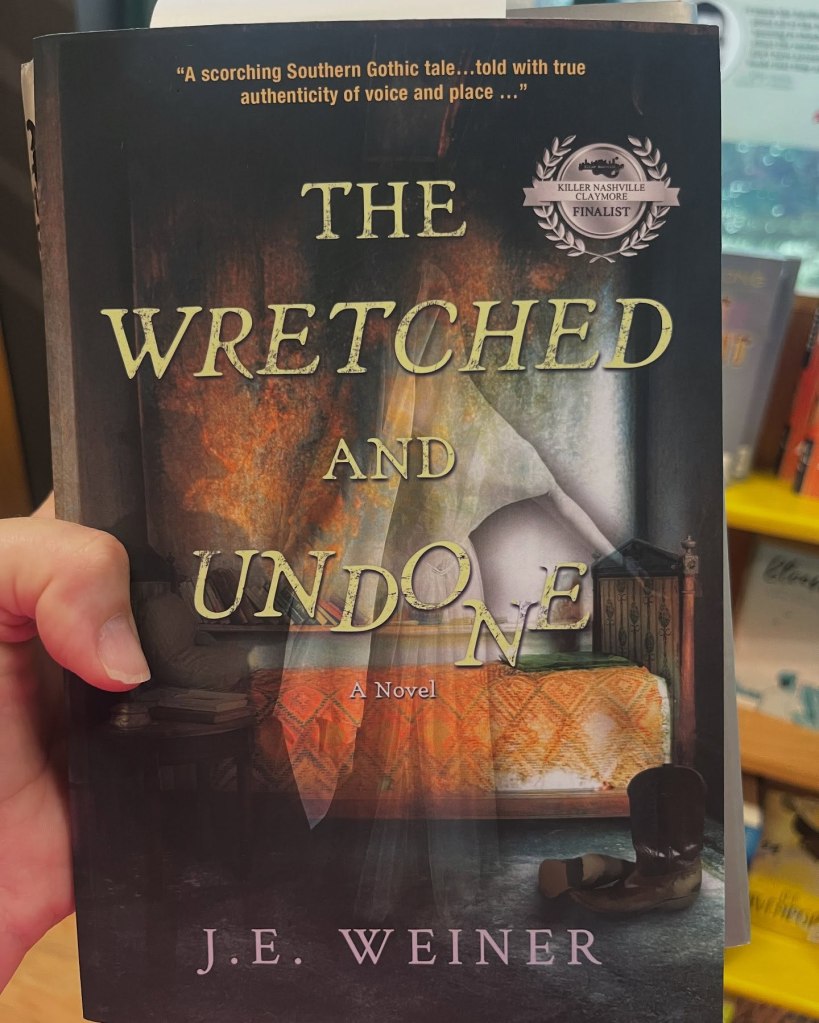 “A scorching Southern Gothic tale...told with true
authenticity of voice and place ...”
KILLER NASHVILLE
CLAYMORE
FINALIST
THE
WRETCHED
AND
UNDONE
A Novel
J.E. WEINER